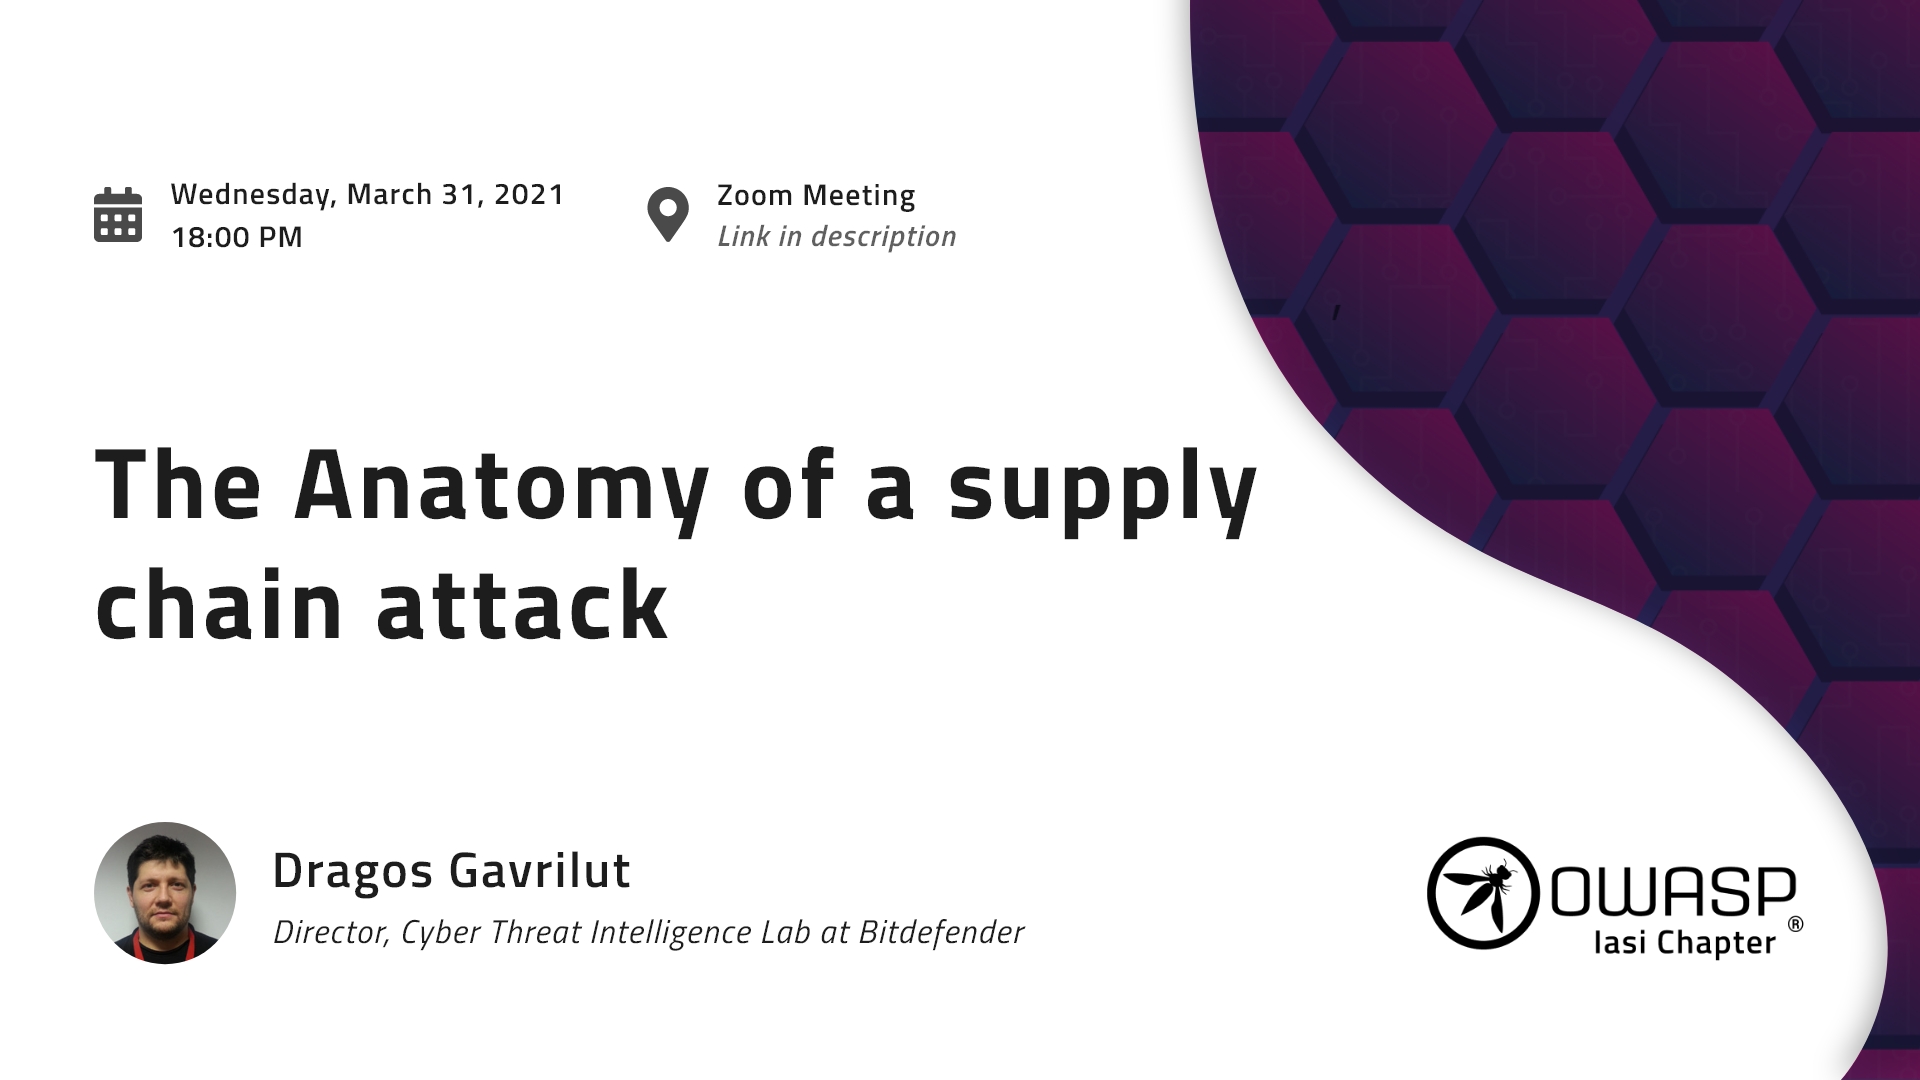 Wednesday, March 31, 2021
18:00 PM
Zoom Meeting
Link in description
The Anatomy of a supply
chain attack
Dragos Gavrilut
Director, Cyber Threat Intelligence Lab at Bitdefender
OWASP®
Iasi Chapter